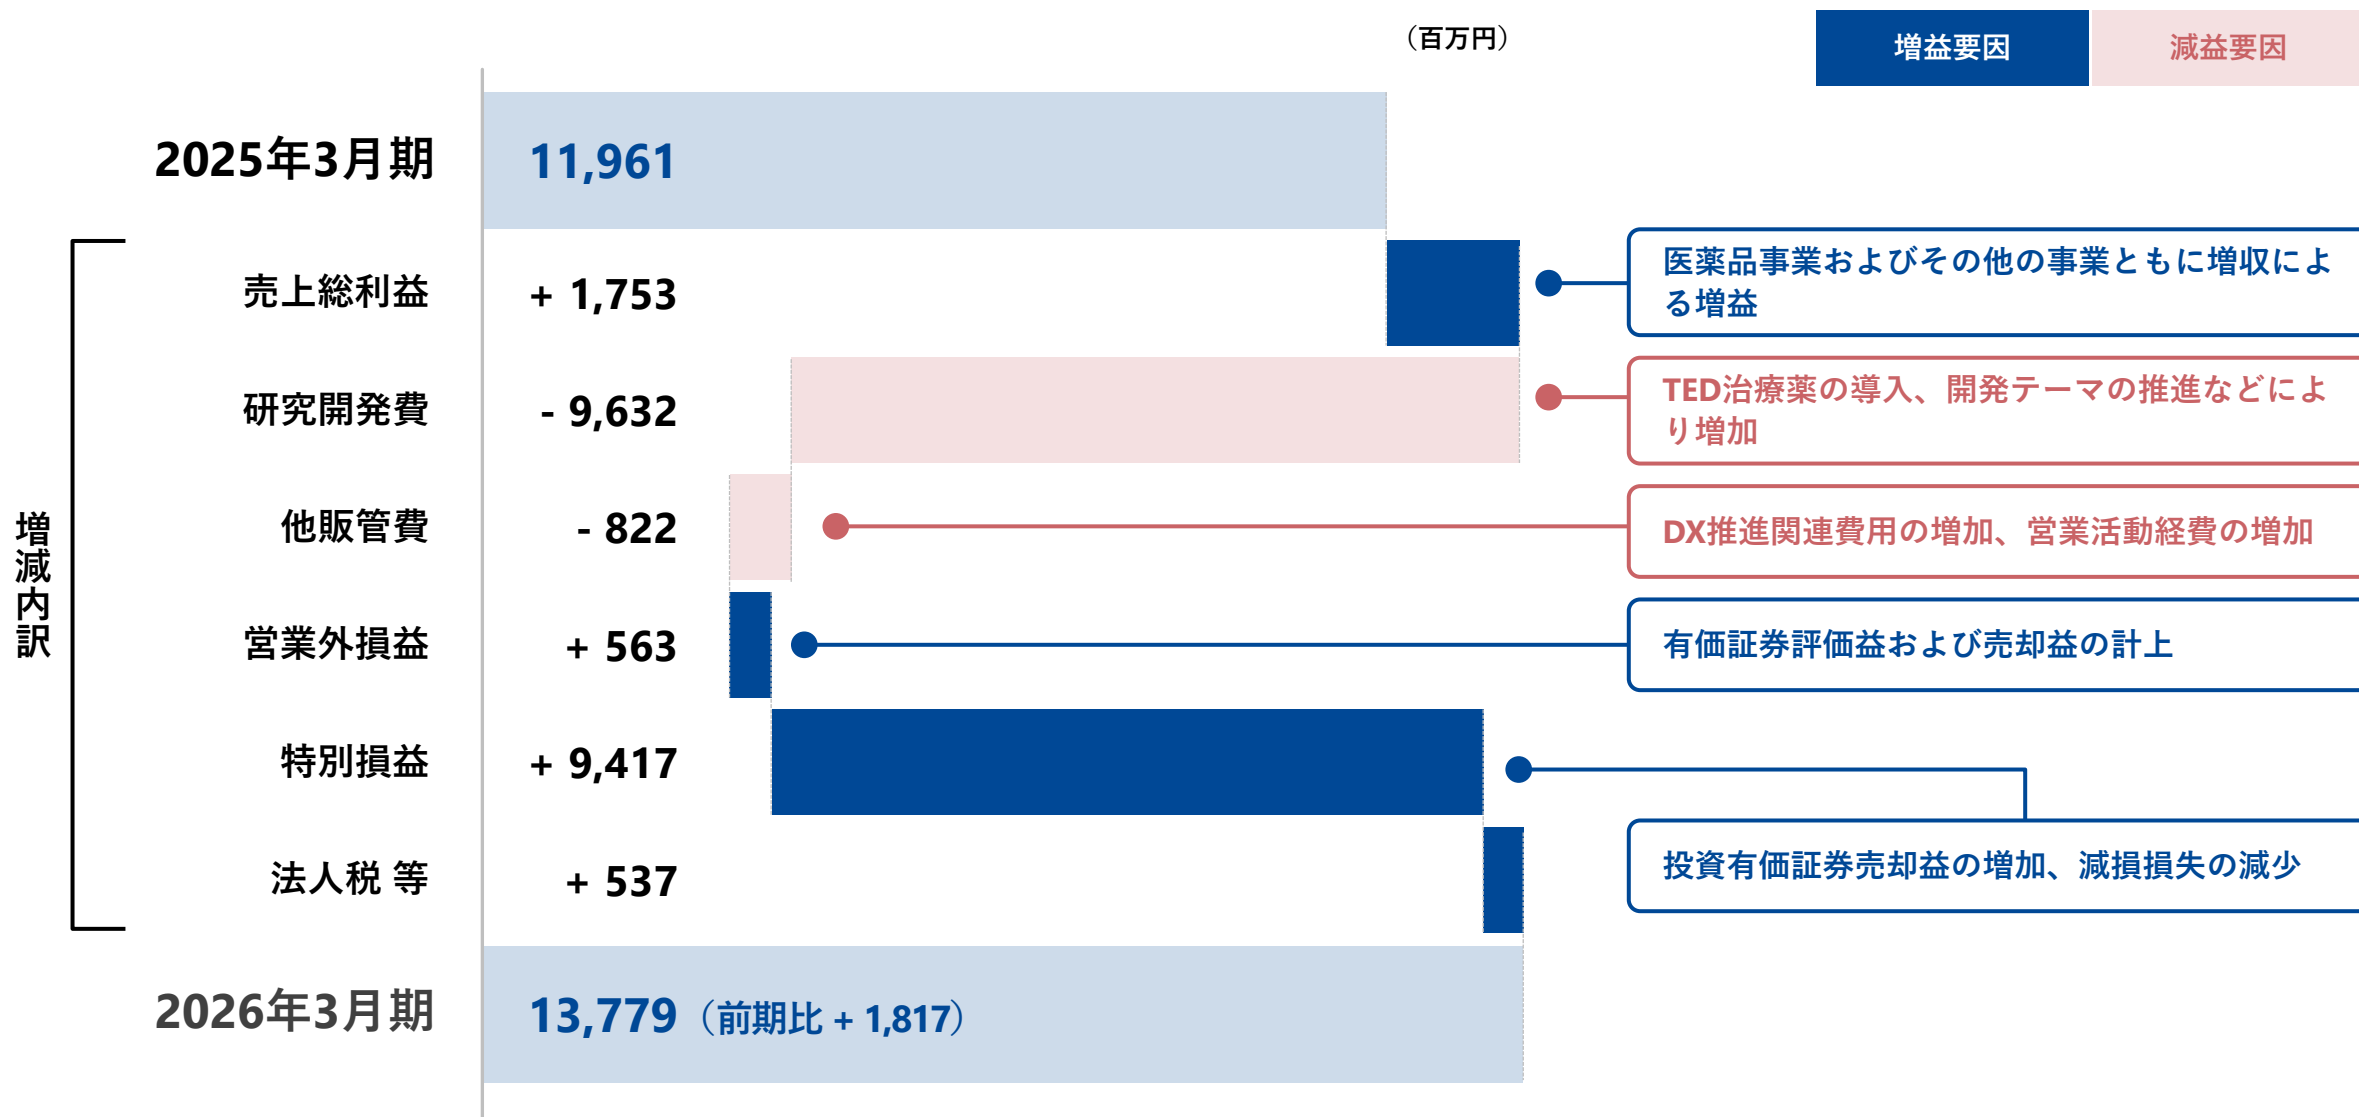 （百万円）
増益要因
減益要因
2025年3月期
11,961
増減内訳
売上総利益
+ 1,753
医薬品事業およびその他の事業ともに増収によ
る増益
研究開発費
- 9,632
TED治療薬の導入、開発テーマの推進などによ
り増加
他販管費
- 822
DX推進関連費用の増加、営業活動経費の増加
営業外損益
+ 563
有価証券評価益および売却益の計上
特別損益
+ 9,417
投資有価証券売却益の増加、減損損失の減少
法人税 等
+ 537
2026年3月期
13,779（前期比 + 1,817）